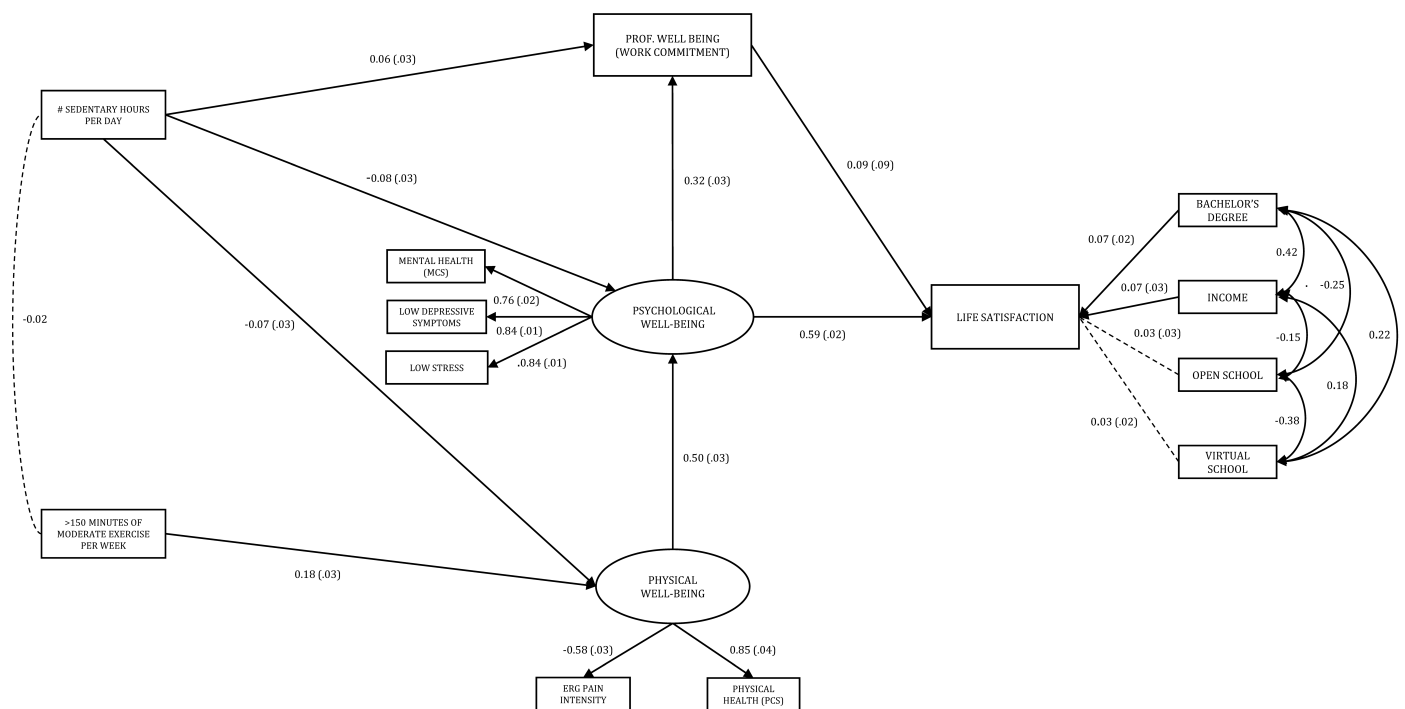 PROF. WELL BEING
(WORK COMMITMENT)
0.06 (.03)
# SEDENTARY HOURS
PER DAY
-0.08 (.03)
0.32 (.03)
0.09 (.09)
BACHELOR'S
DEGREE
0.07 (.02)
0.42
MENTAL HEALTH
(MCS)
0.76 (.02)
LOW DEPRESSIVE
SYMPTOMS
0.84 (.01)
LOW STRESS
.0.84 (.01)
PSYCHOLOGICAL
WELL-BEING
0.59 (.02)
LIFE SATISFACTION
0.07 (.03)
INCOME
-0.25
0.03 (.03)
-0.15
0.22
OPEN SCHOOL
0.18
0.03 (.02)
-0.38
VIRTUAL
SCHOOL
-0.02
-0.07 (.03)
0.50 (.03)
>150 MINUTES OF
MODERATE EXERCISE
PER WEEK
0.18 (.03)
PHYSICAL
WELL-BEING
-0.58 (.03)
0.85 (.04)
ERG PAIN
INTENSITY
PHYSICAL
HEALTH (PCS)